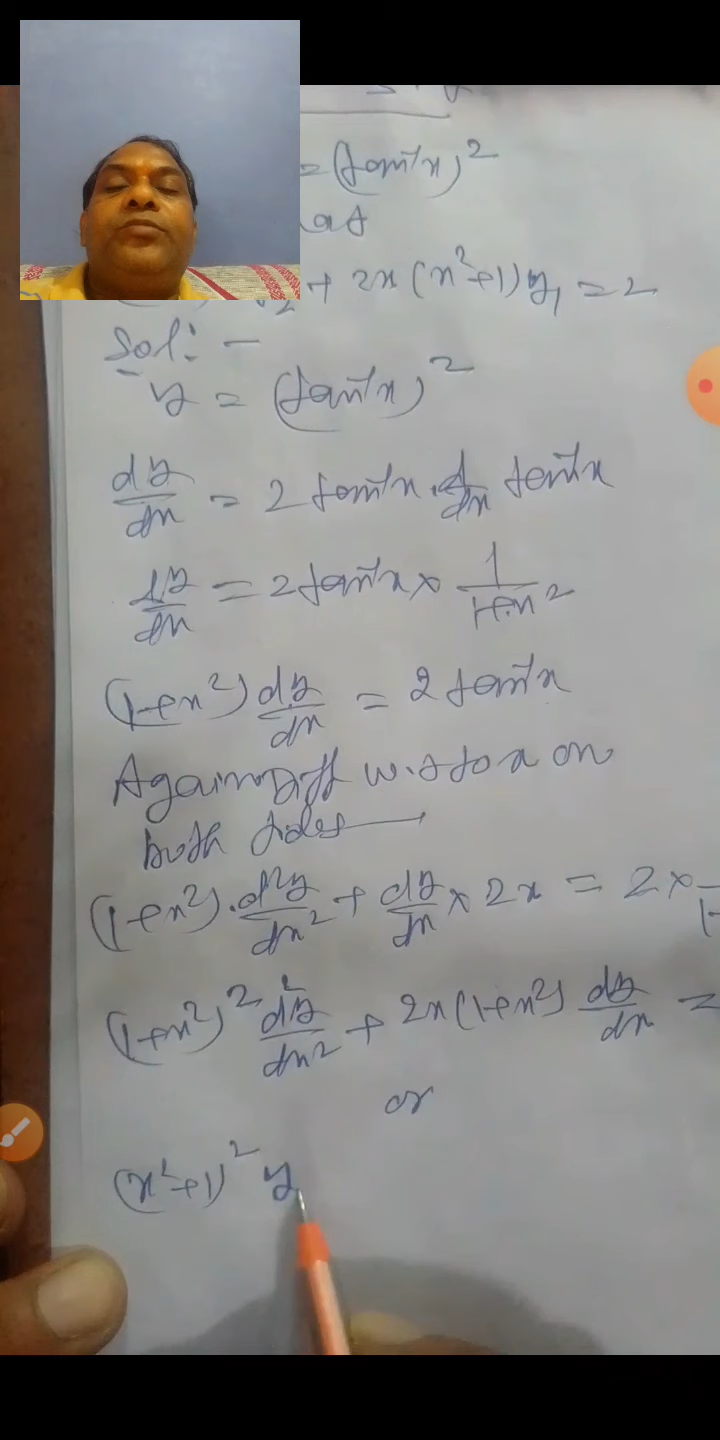 = (tan⁻¹x)²
at
₂ + 2x(x²+1)y₁ = 2
Sol: –
y = (tan⁻¹x)²
dy/dx = 2 tan⁻¹x . d/dx tan⁻¹x
dy/dx = 2 tan⁻¹x × 1/1+x²
(1+x²) dy/dx = 2 tan⁻¹x
Again Diff w.r to x on
both sides
(1+x²) . d²y/dx² + dy/dx × 2x = 2 ×
(1+x²)² d²y/dx² + 2x(1+x²) dy/dx =
or
(x²+1)² y